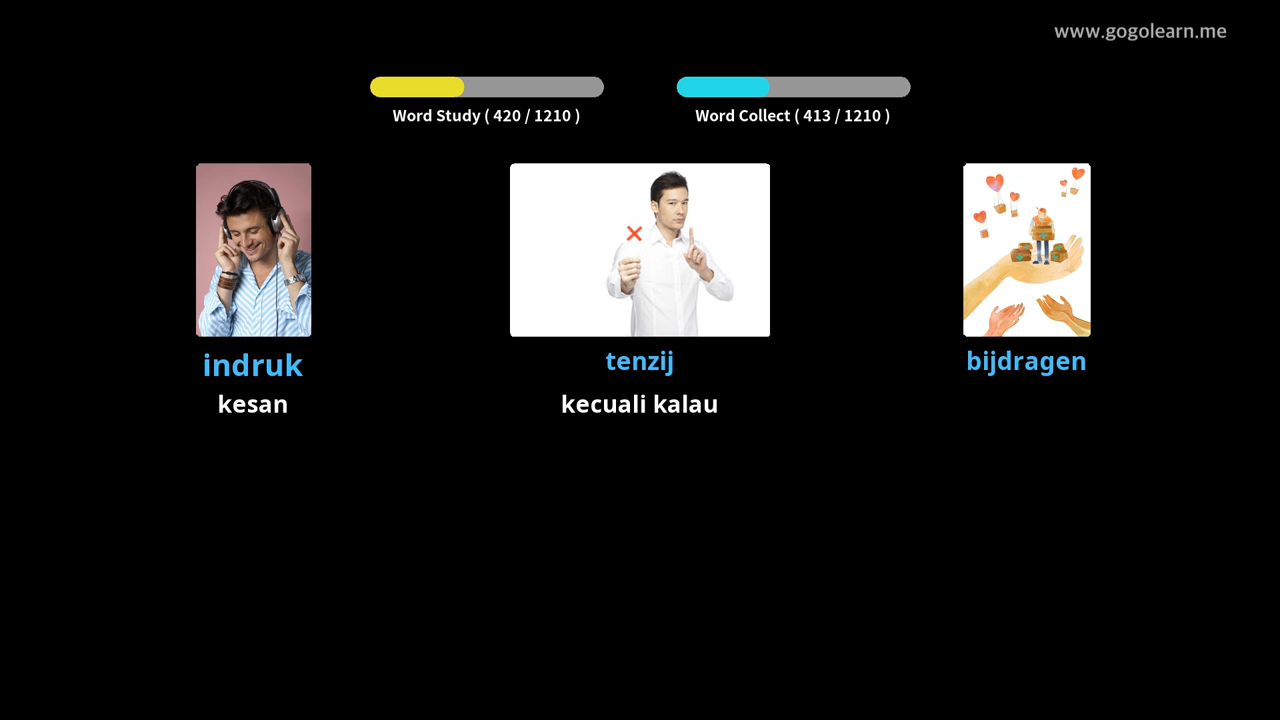 www.gogolearn.me
Word Study ( 420 / 1210 )
Word Collect ( 413 / 1210 )
indruk
kesan
tenzij
kecuali kalau
bijdragen